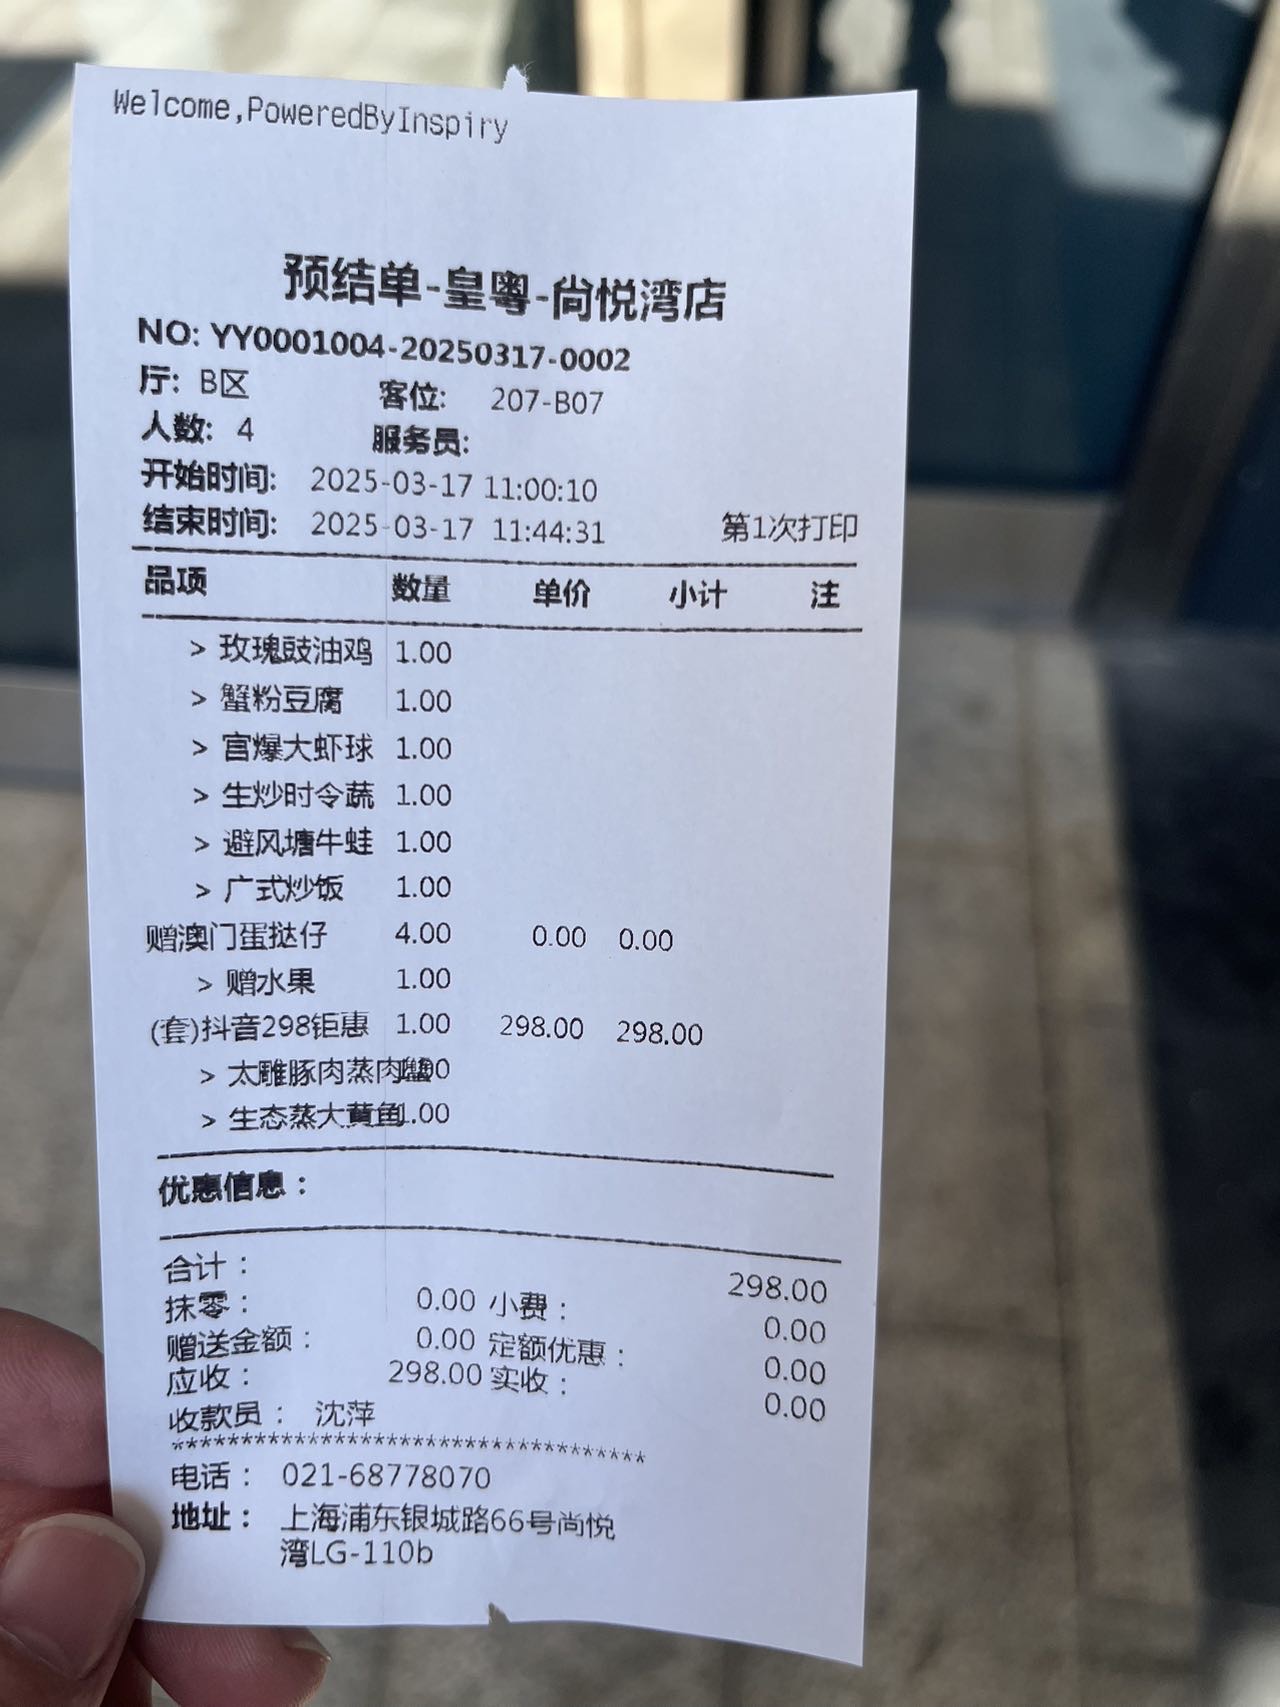 Welcome,PoweredByInspiry
预结单-皇粤-尚悦湾店
NO: YY0001004-20250317-0002
厅: B区 客位: 207-B07
人数: 4 服务员:
开始时间: 2025-03-17 11:00:10
结束时间: 2025-03-17 11:44:31 第1次打印
品项 数量 单价 小计 注
> 玫瑰豉油鸡 1.00
> 蟹粉豆腐 1.00
> 宫爆大虾球 1.00
> 生炒时令蔬 1.00
> 避风塘牛蛙 1.00
> 广式炒饭 1.00
赠澳门蛋挞仔 4.00 0.00 0.00
> 赠水果 1.00
(套)抖音298钜惠 1.00 298.00 298.00
> 太雕豚肉蒸肉蟹 1.00
> 生态蒸大黄鱼 1.00
优惠信息：
合计： 298.00
抹零： 0.00 小费： 0.00
赠送金额： 0.00 定额优惠： 0.00
应收： 298.00 实收： 0.00
收款员： 沈萍
***********************************
电话： 021-68778070
地址： 上海浦东银城路66号尚悦
湾LG-110b